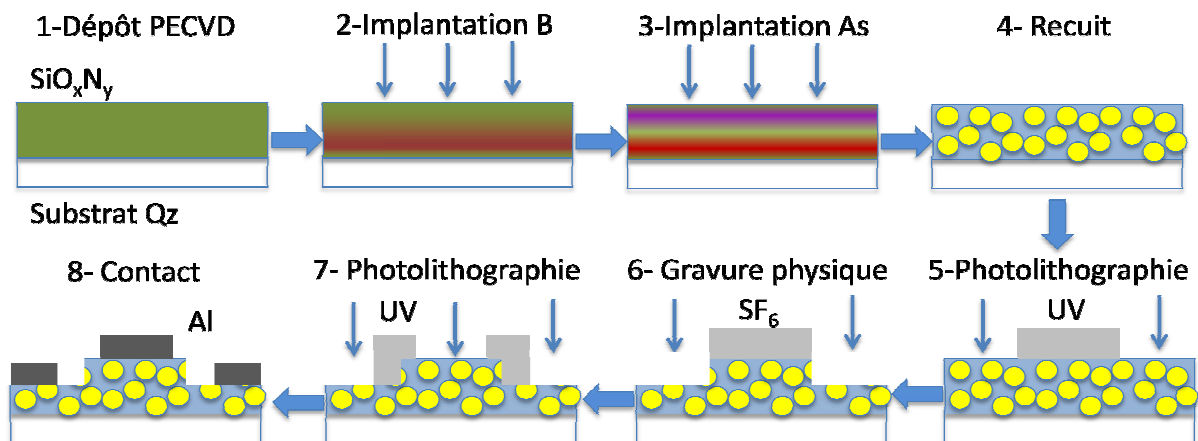 1-Dépôt PECVD
2-Implantation B
3-Implantation As
4- Recuit
SiOxNy
Substrat Qz
5-Photolithographie
UV
6- Gravure physique
SF6
7- Photolithographie
UV
8- Contact
Al